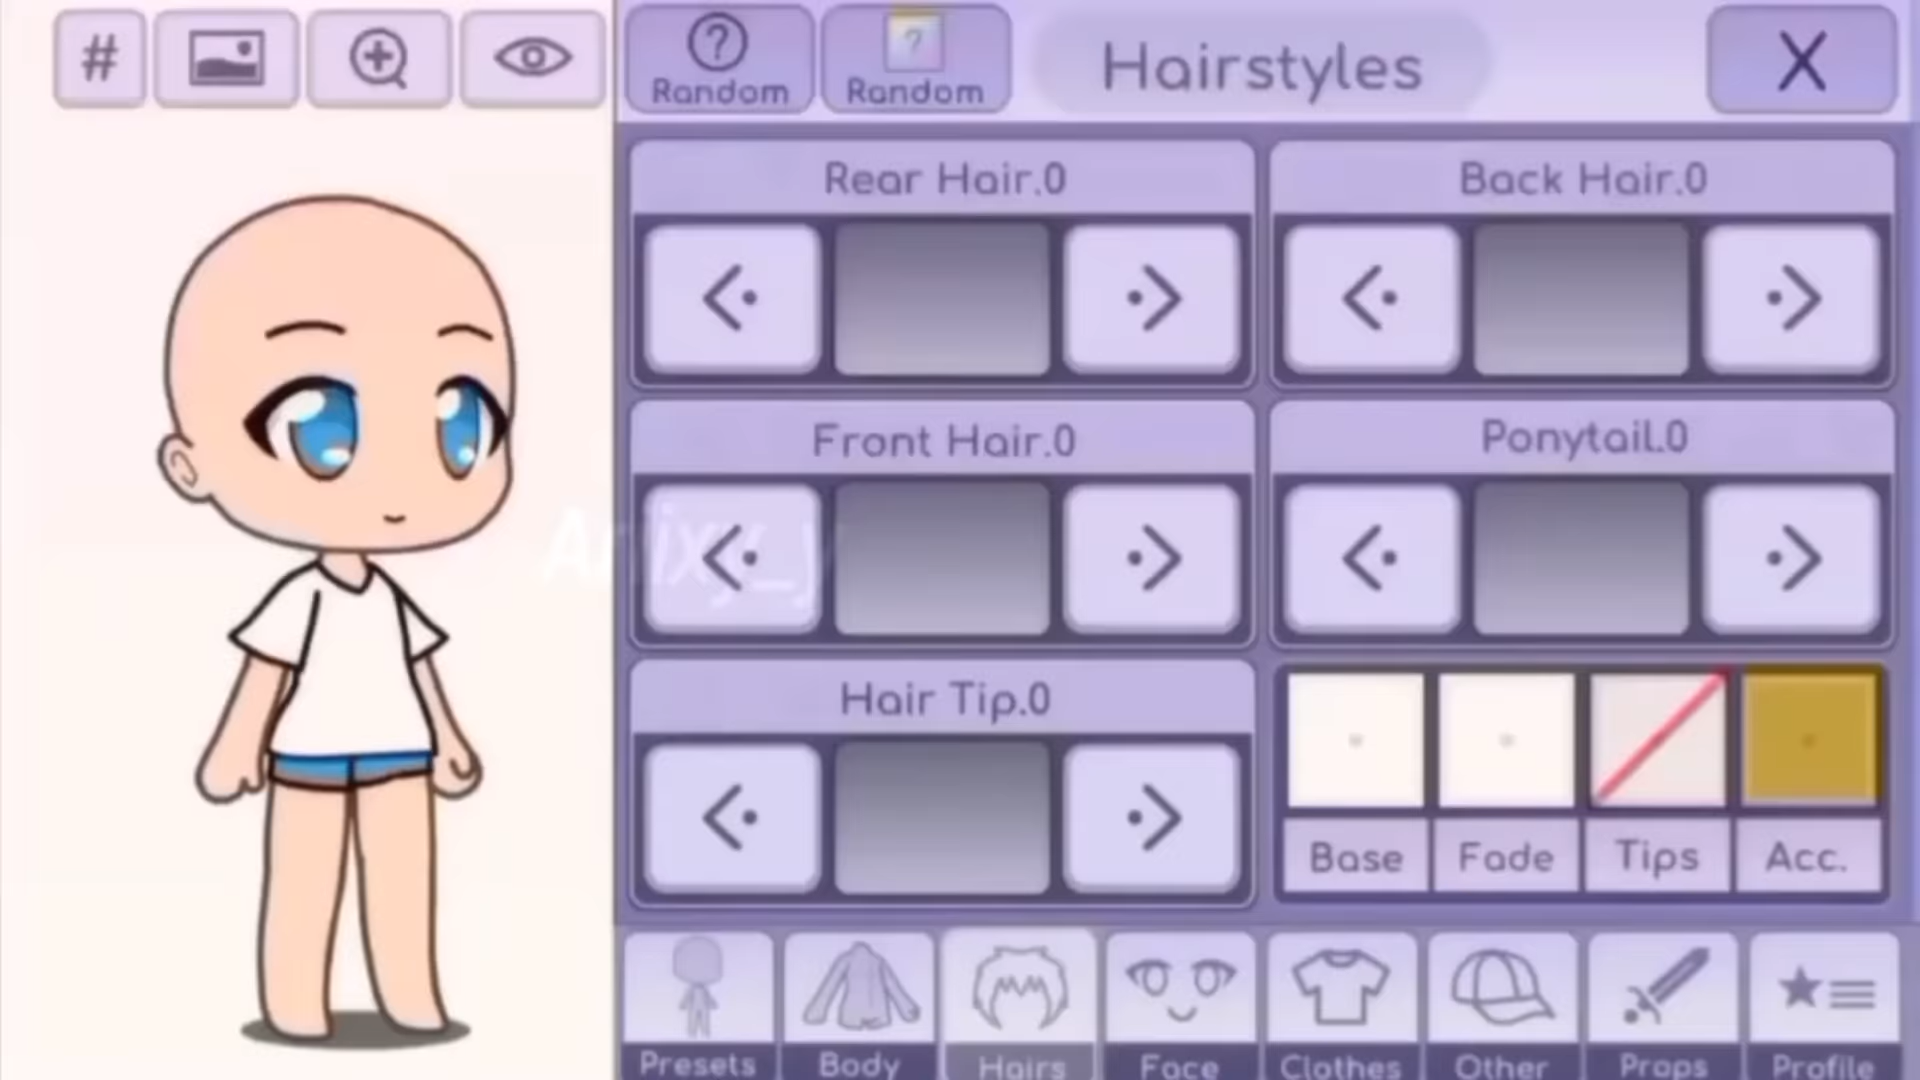 #
Random
Random
Hairstyles
X
Rear Hair.0
Back Hair.0
Front Hair.0
Ponytail.0
Anixy_y
Hair Tip.0
Base
Fade
Tips
Acc.
Presets
Body
Hairs
Face
Clothes
Other
Props
Profile